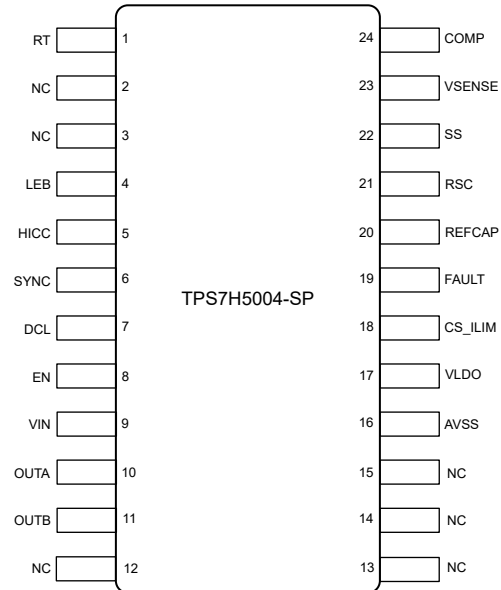 RT 1 24 COMP
NC 2 23 VSENSE
NC 3 22 SS
LEB 4 21 RSC
HICC 5 20 REFCAP
SYNC 6 19 FAULT
TPS7H5004-SP
DCL 7 18 CS_ILIM
EN 8 17 VLDO
VIN 9 16 AVSS
OUTA 10 15 NC
OUTB 11 14 NC
NC 12 13 NC